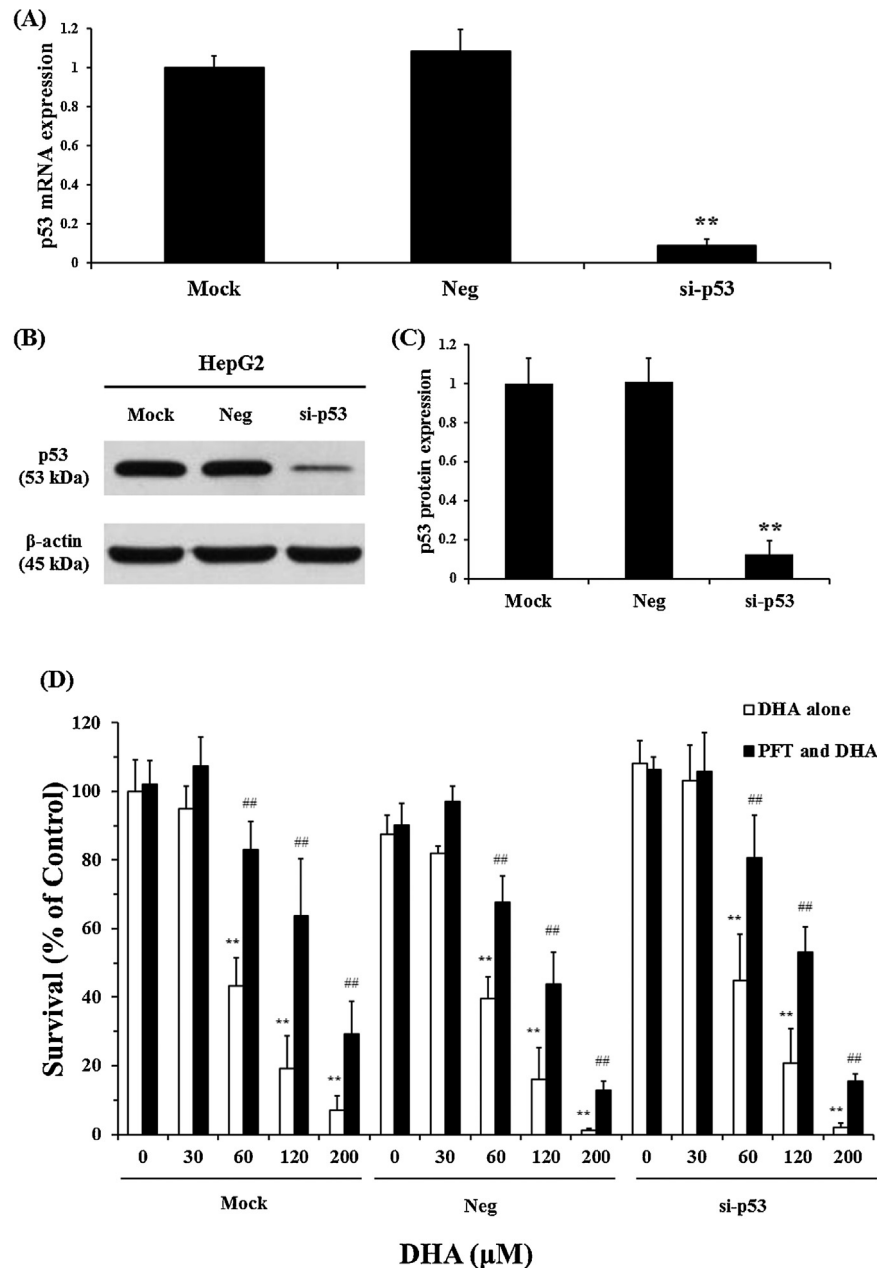 (A)
p53 mRNA expression
1.2
1
0.8
0.6
0.4
0.2
0
**
Mock Neg si-p53
(B)
HepG2
Mock Neg si-p53
p53
(53 kDa)
β-actin
(45 kDa)
(C)
p53 protein expression
1.2
1
0.8
0.6
0.4
0.2
0
**
Mock Neg si-p53
(D)
Survival (% of Control)
120
100
80
60
40
20
0
DHA alone
PFT and DHA
** ## ** ## ** ##
** ## ** ## ** ##
** ## ** ## ** ##
0 30 60 120 200 0 30 60 120 200 0 30 60 120 200
Mock Neg si-p53
DHA (µM)